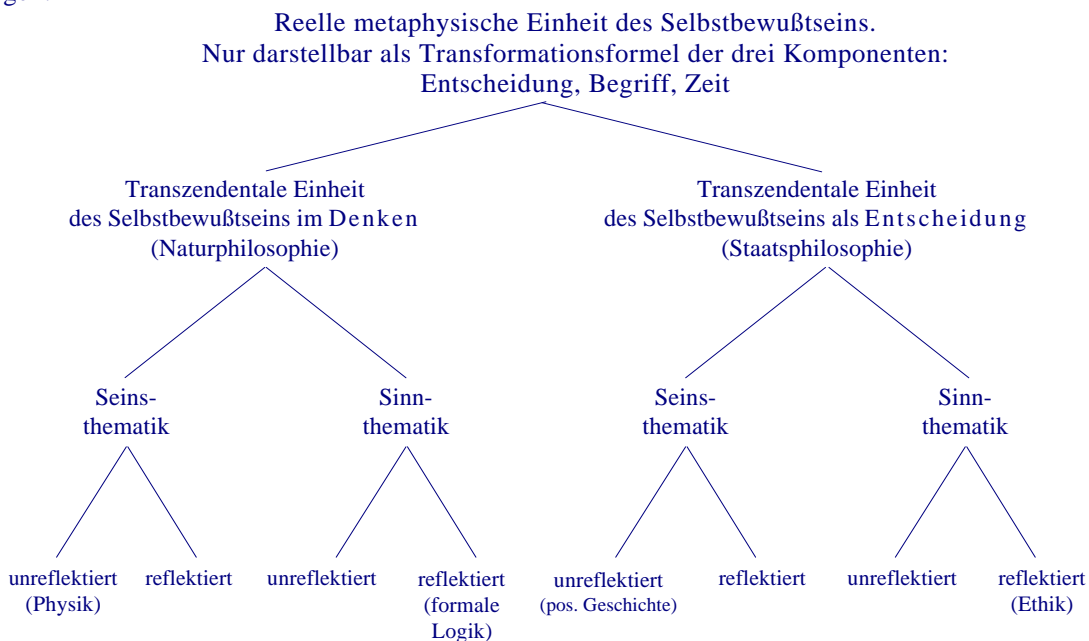 Reelle metaphysische Einheit des Selbstbewußtseins.
Nur darstellbar als Transformationsformel der drei Komponenten:
Entscheidung, Begriff, Zeit
Transzendentale Einheit
des Selbstbewußtseins im Denken
(Naturphilosophie)
Transzendentale Einheit
des Selbstbewußtseins als Entscheidung
(Staatsphilosophie)
Seins-
thematik
Sinn-
thematik
Seins-
thematik
Sinn-
thematik
unreflektiert
(Physik)
reflektiert
unreflektiert
reflektiert
(formale
Logik)
unreflektiert
(pos. Geschichte)
reflektiert
unreflektiert
reflektiert
(Ethik)